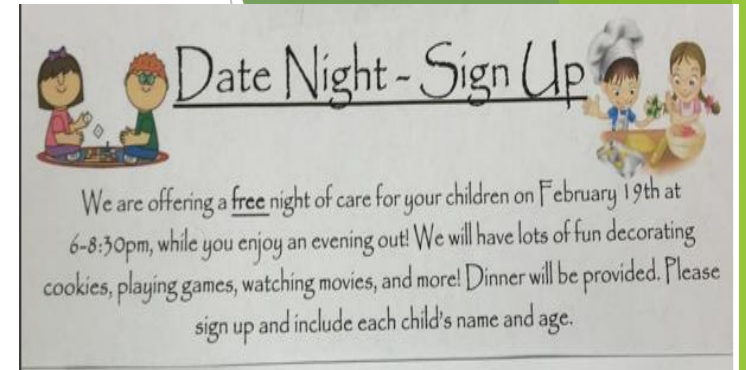 Date Night - Sign Up
We are offering a free night of care for your children on February 19th at
6-8:30pm, while you enjoy an evening out! We will have lots of fun decorating
cookies, playing games, watching movies, and more! Dinner will be provided. Please
sign up and include each child's name and age.